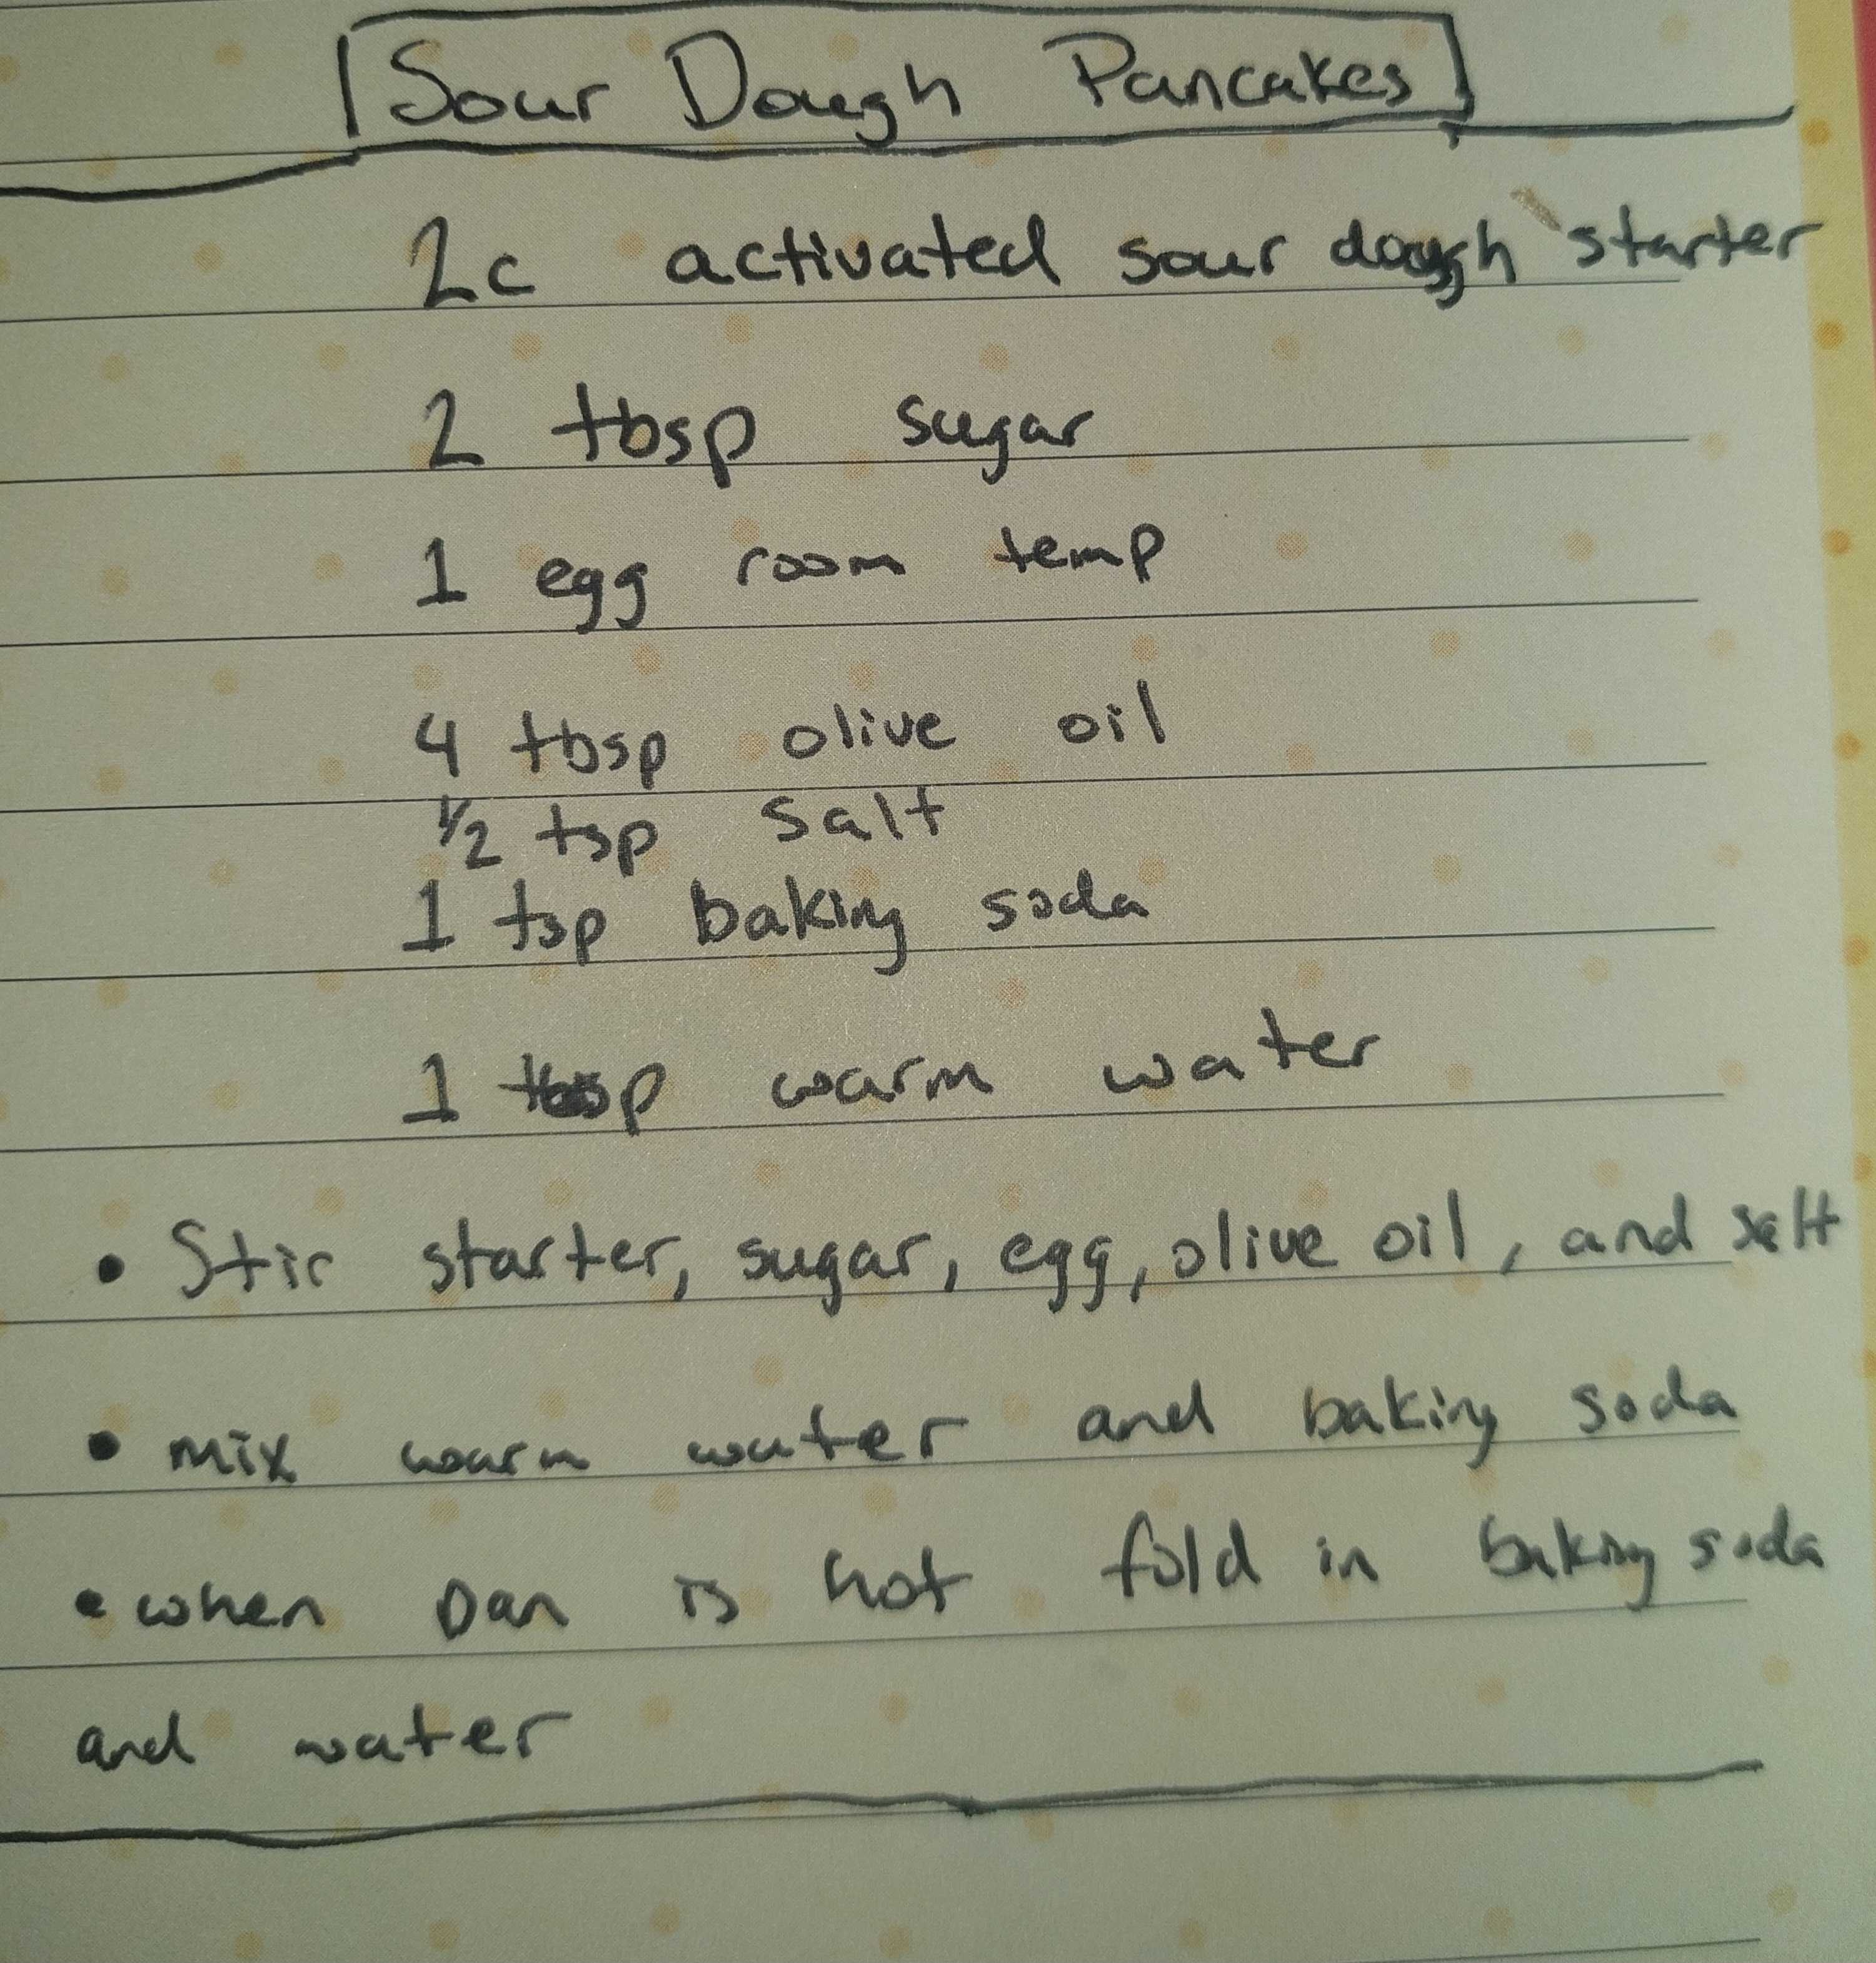 Sour Dough Pancakes
2c activated sour dough starter
2 tbsp sugar
1 egg room temp
4 tbsp olive oil
1/2 tsp salt
1 tsp baking soda
1 tbsp warm water
• Stir starter, sugar, egg, olive oil, and salt
• mix warm water and baking soda
• when pan is hot fold in baking soda
and water